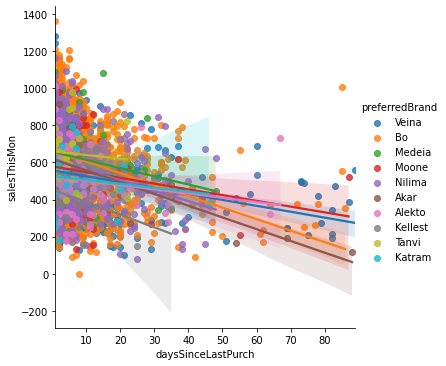 1400
1200
1000
800
600
400
200
0
−200
salesThisMon
10 20 30 40 50 60 70 80
daysSinceLastPurch
preferredBrand
Veina
Bo
Medeia
Moone
Nilima
Akar
Alekto
Kellest
Tanvi
Katram